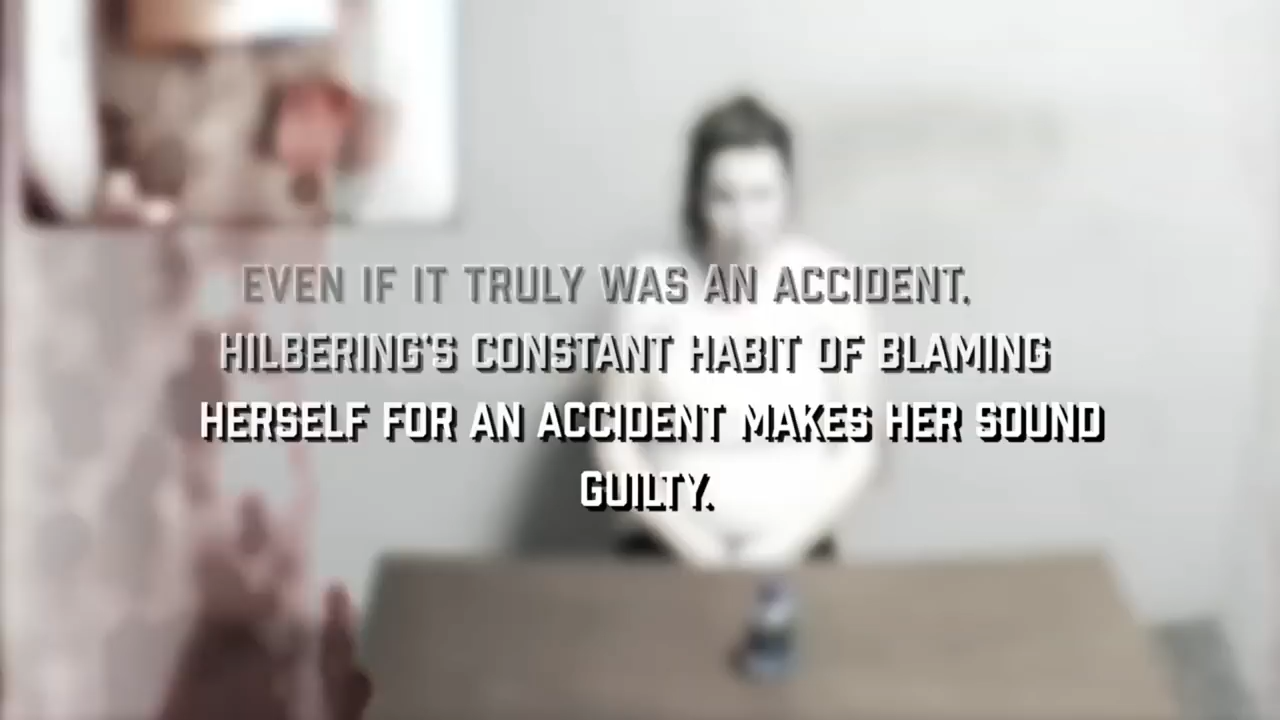 EVEN IF IT TRULY WAS AN ACCIDENT,
HILBERING'S CONSTANT HABIT OF BLAMING
HERSELF FOR AN ACCIDENT MAKES HER SOUND
GUILTY.